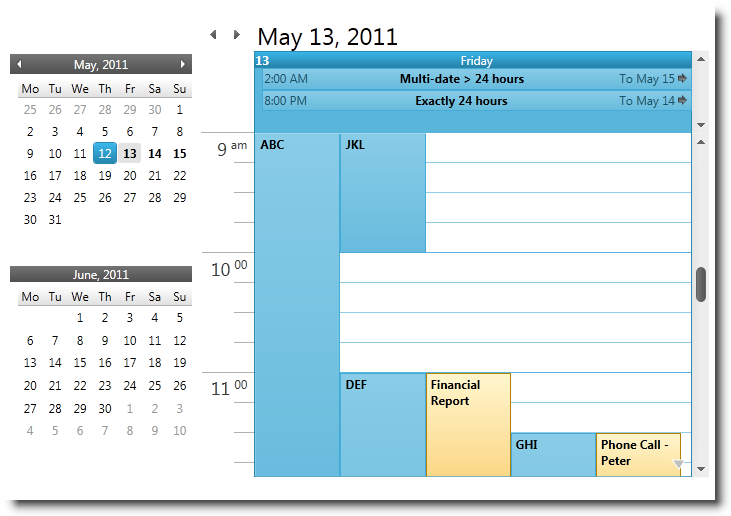 May, 2011
Mo Tu We Th Fr Sa Su
25 26 27 28 29 30 1
2 3 4 5 6 7 8
9 10 11 12 13 14 15
16 17 18 19 20 21 22
23 24 25 26 27 28 29
30 31
June, 2011
Mo Tu We Th Fr Sa Su
1 2 3 4 5
6 7 8 9 10 11 12
13 14 15 16 17 18 19
20 21 22 23 24 25 26
27 28 29 30 1 2 3
4 5 6 7 8 9 10
May 13, 2011
13 Friday
2:00 AM Multi-date > 24 hours To May 15
8:00 PM Exactly 24 hours To May 14
9 am ABC JKL
10 00
11 00 DEF Financial
Report
GHI Phone Call -
Peter